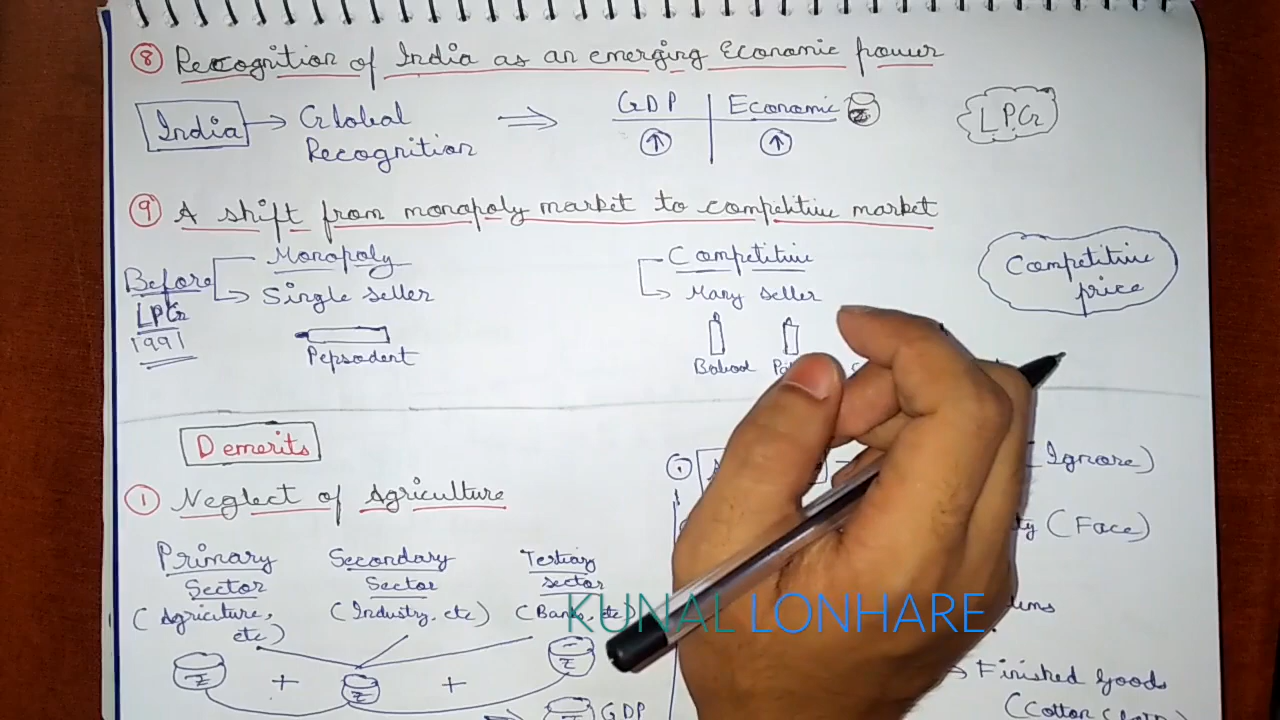 8 Recognition of India as an emerging Economic power
India → Global Recognition ⇒ GDP ↑ | Economic ↑
LPG
9 A shift from monopoly market to competitive market
Before LPG 1991
Monopoly
Single seller
Pepsodent
Competitive
Many seller
Babool
Competitive price
Demerits
1 Neglect of Agriculture
Primary Sector
(Agriculture, etc)
Secondary Sector
(Industry, etc)
Tertiary sector
(Bank, etc)
+ +
GDP
(Ignore)
(Face)
→ Finished goods
(Cotton
KUNAL LONHARE